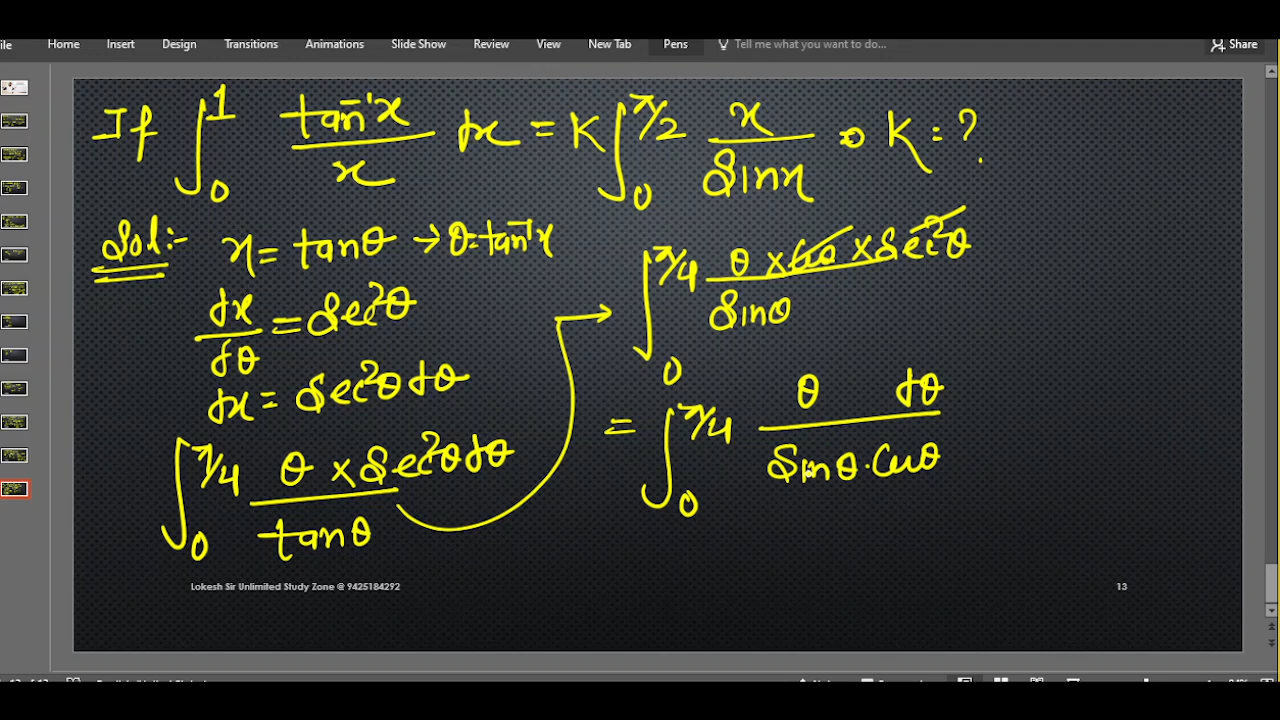 ile Home Insert Design Transitions Animations Slide Show Review View New Tab Pens Tell me what you want to do... Share
If ∫₀¹ tan⁻¹x / x dx = K ∫₀^(π/2) x / Sinx K = ?
Sol:- x = tanθ → θ = tan⁻¹x
dx / dθ = Sec²θ
dx = Sec²θ dθ
∫₀^(π/4) θ × Sec²θ dθ / tanθ
∫₀^(π/4) θ × Cosθ × Sec²θ / Sinθ
= ∫₀^(π/4) θ dθ / Sinθ · Cosθ
Lokesh Sir Unlimited Study Zone @ 9425184292 13